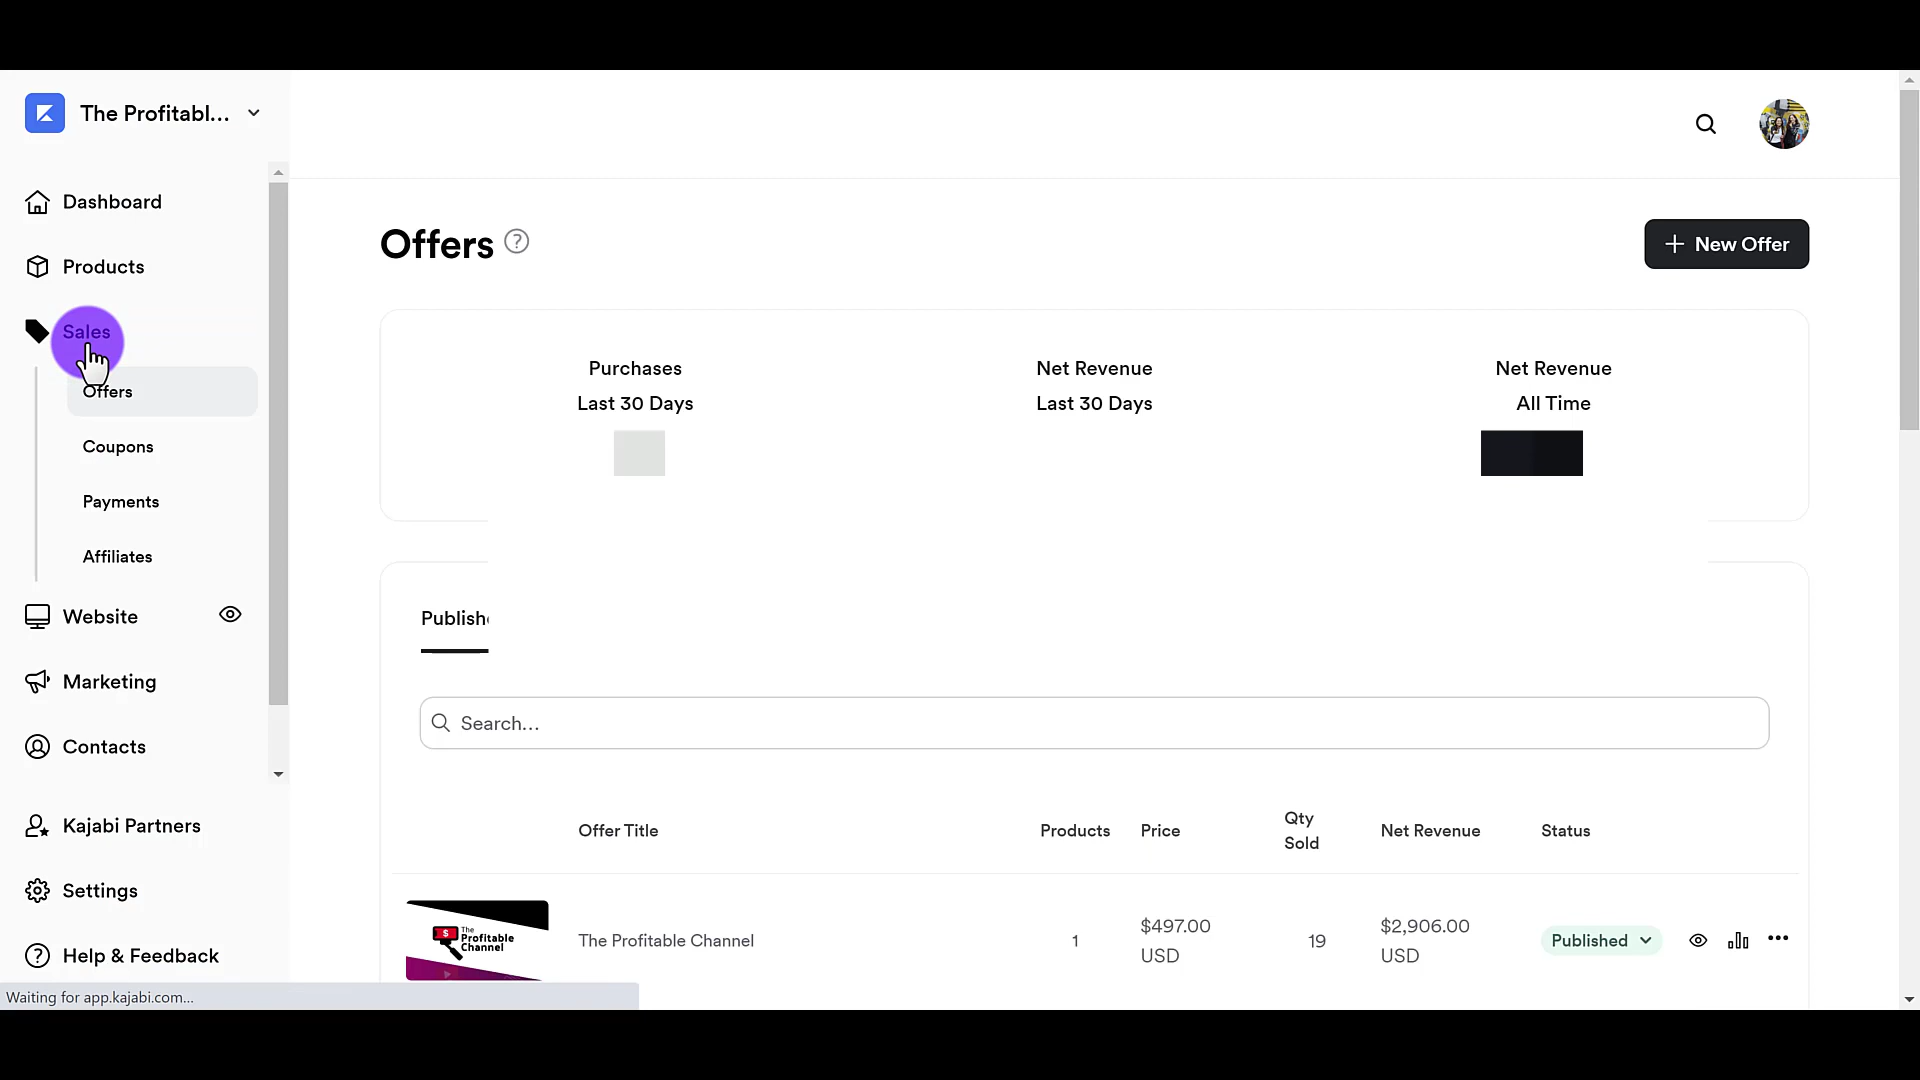 The Profitabl...
Dashboard
Products
Sales
Offers
Coupons
Payments
Affiliates
Website
Marketing
Contacts
Kajabi Partners
Settings
Help & Feedback
Waiting for app.kajabi.com...
Offers ?
+ New Offer
Purchases
Last 30 Days
Net Revenue
Last 30 Days
Net Revenue
All Time
Publish
Search...
Offer Title
Products
Price
Qty
Sold
Net Revenue
Status
The
Profitable
Channel
The Profitable Channel
1
$497.00
USD
19
$2,906.00
USD
Published